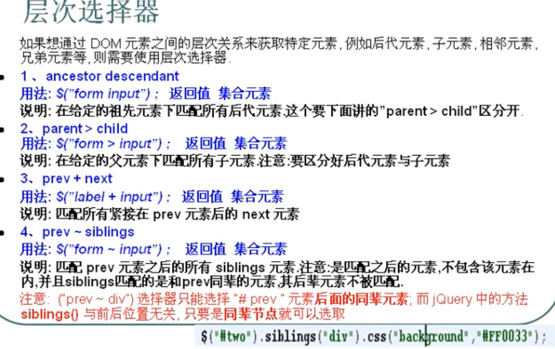 层次选择器
如果想通过 DOM 元素之间的层次关系来获取特定元素, 例如后代元素, 子元素, 相邻元素,
兄弟元素等, 则需要使用层次选择器.
1 、ancestor descendant
用法: $("form input") ; 返回值 集合元素
说明: 在给定的祖先元素下匹配所有后代元素.这个要下面讲的"parent > child"区分开.
2、parent > child
用法: $("form > input") ; 返回值 集合元素
说明: 在给定的父元素下匹配所有子元素.注意:要区分好后代元素与子元素
3、prev + next
用法: $("label + input") ; 返回值 集合元素
说明: 匹配所有紧接在 prev 元素后的 next 元素
4、prev ~ siblings
用法: $("form ~ input") ; 返回值 集合元素
说明: 匹配 prev 元素之后的所有 siblings 元素.注意:是匹配之后的元素,不包含该元素在
内,并且siblings匹配的是和prev同辈的元素,其后辈元素不被匹配.
注意: ("prev ~ div") 选择器只能选择 "# prev " 元素后面的同辈元素; 而 jQuery 中的方法
siblings() 与前后位置无关, 只要是同辈节点就可以选取
$("#two").siblings("div").css("background","#FF0033");